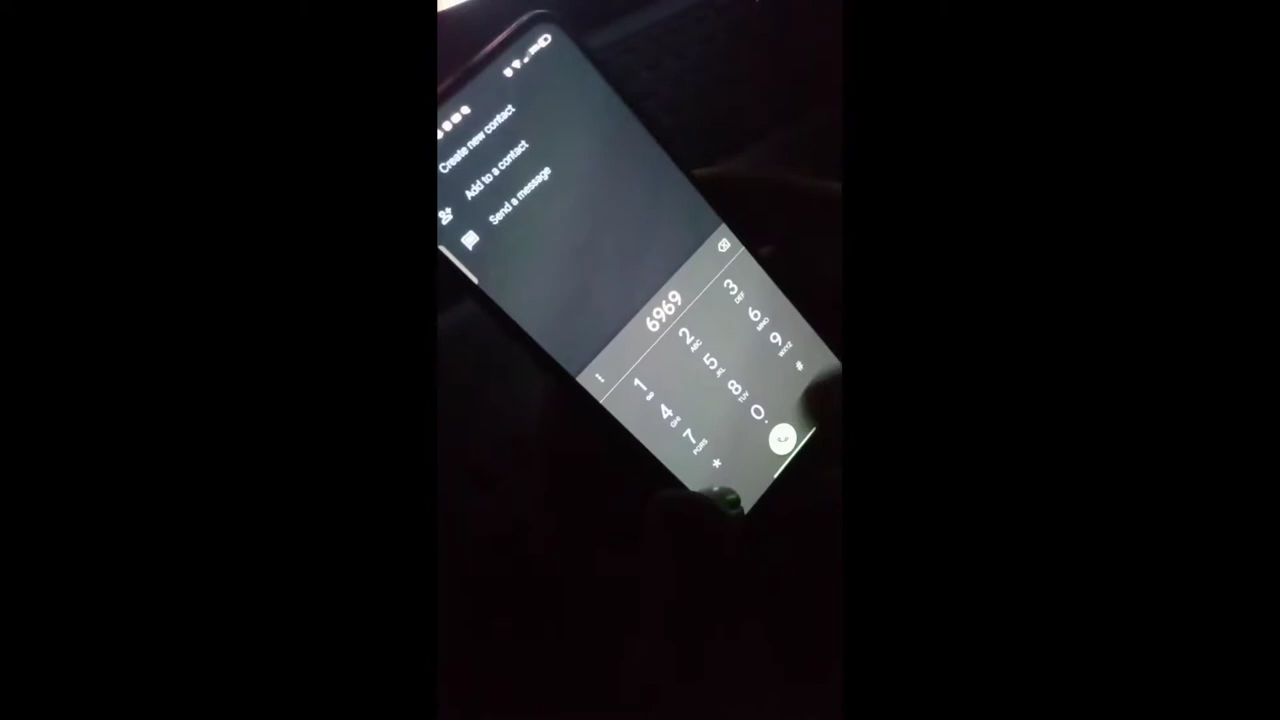 Create new contact
Add to a contact
Send a message
6969
1
2 ABC
3 DEF
4 GHI
5 JKL
6 MNO
7 PQRS
8 TUV
9 WXYZ
*
0
#